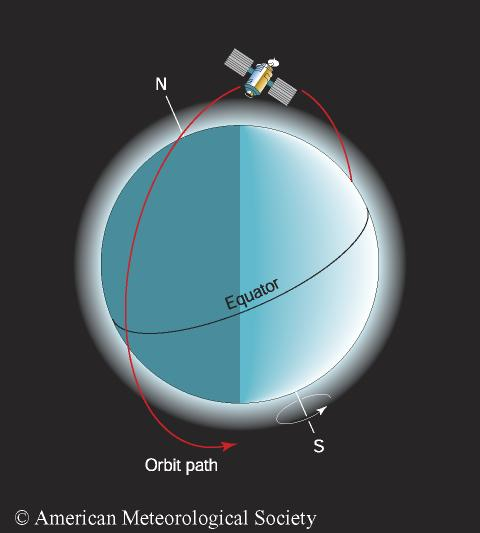 N
Equator
S
Orbit path
© American Meteorological Society